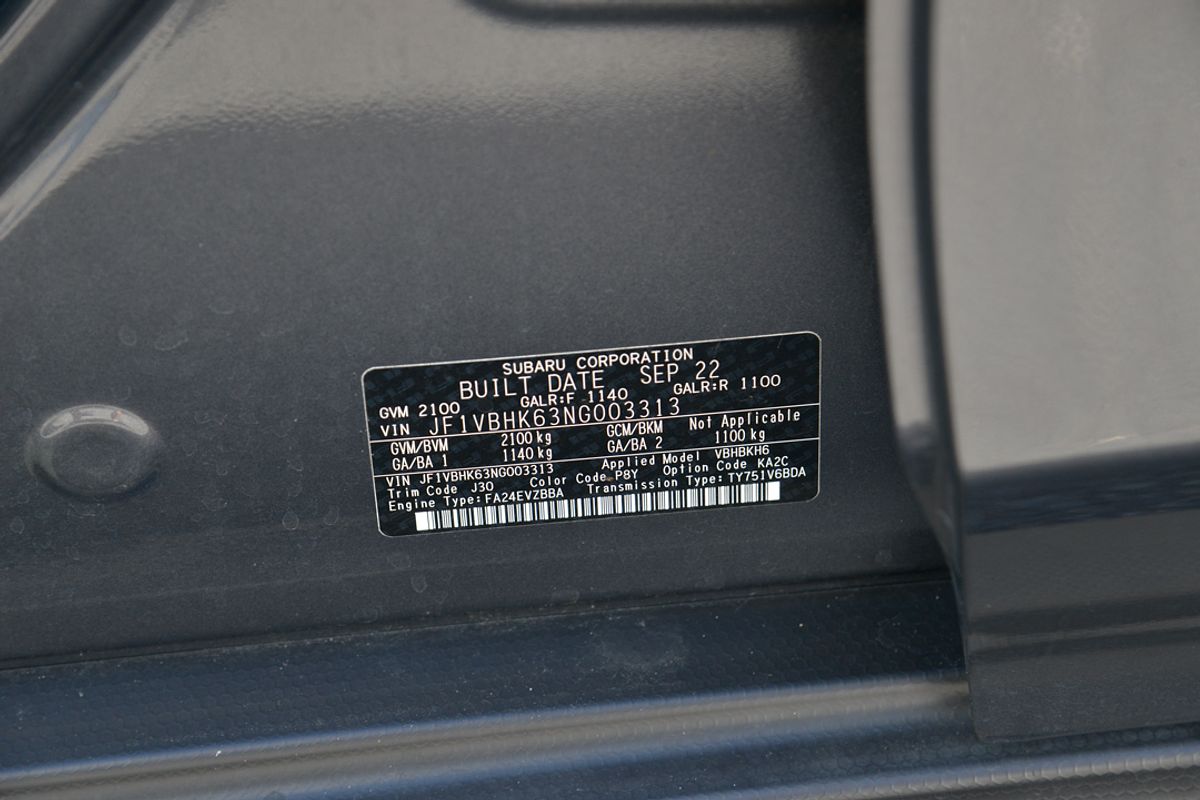 SUBARU CORPORATION
BUILT DATE SEP 22
GVM 2100 GALR:F 1140 GALR:R 1100
VIN JF1VBHK63NG003313
GVM/BVM 2100 kg GCM/BKM Not Applicable
GA/BA 1 1140 kg GA/BA 2 1100 kg
VIN JF1VBHK63NG003313 Applied Model VBHBKH6
Trim Code J30 Color Code P8Y Option Code KA2C
Engine Type: FA24EVZBBA Transmission Type: TY751V6BDA